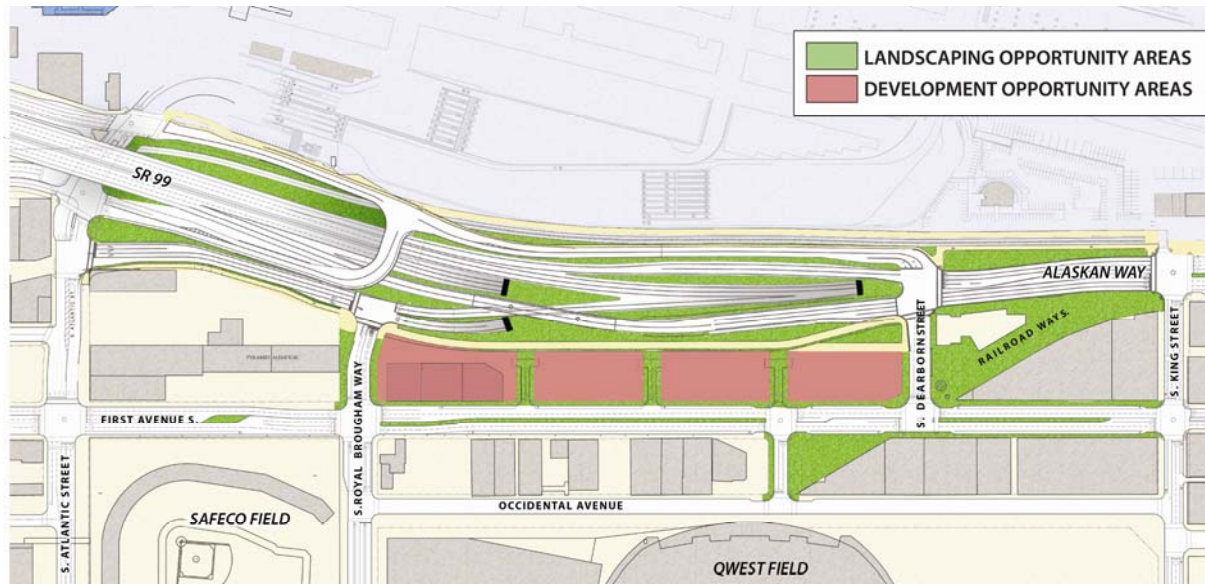 LANDSCAPING OPPORTUNITY AREAS
DEVELOPMENT OPPORTUNITY AREAS
SR 99
ALASKAN WAY
RAILROAD WAY S.
S. KING STREET
S. DEARBORN STREET
S. ROYAL BROUGHAM WAY
FIRST AVENUE S.
S. ATLANTIC STREET
OCCIDENTAL AVENUE
SAFECO FIELD
QWEST FIELD